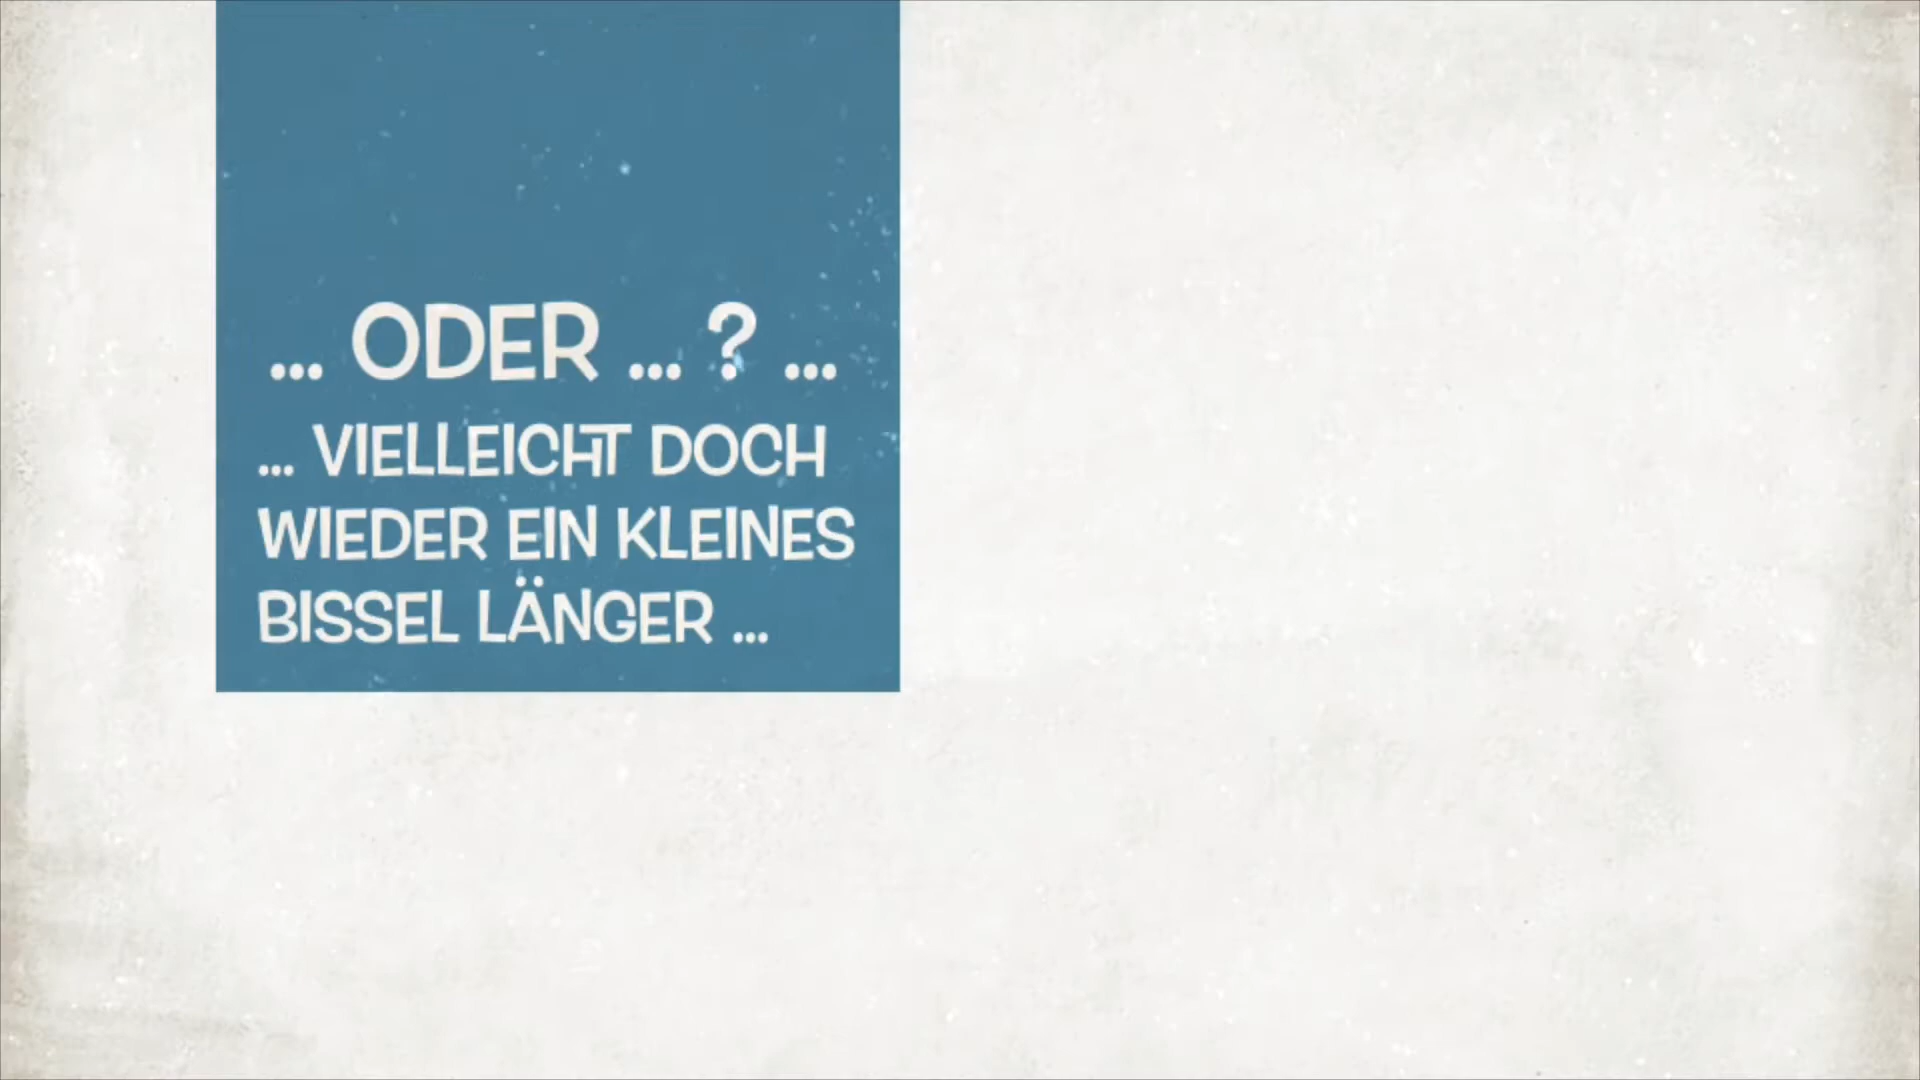 ... ODER ... ? ...
... VIELLEICHT DOCH
WIEDER EIN KLEINES
BISSEL LÄNGER ...